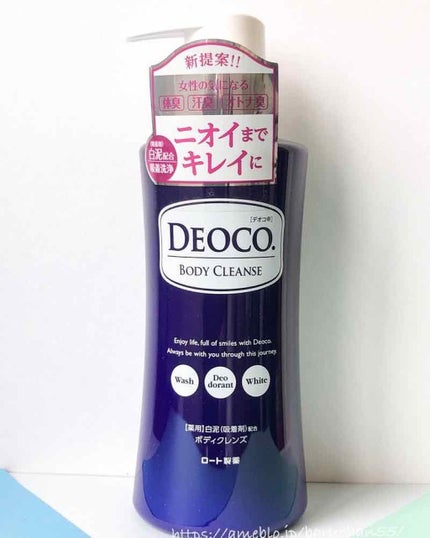 新提案!!
女性の気になる
体臭 汗臭 オトナ臭
ニオイまで
キレイに
白泥配合
吸着洗浄
[デオコ®]
DEOCO.
BODY CLEANSE
Enjoy life, full of smiles with Deoco.
Always be with you through this journey.
Wash
Deo
dorant
White
【薬用】白泥(吸着剤)配合
ボディクレンズ
ロート製薬